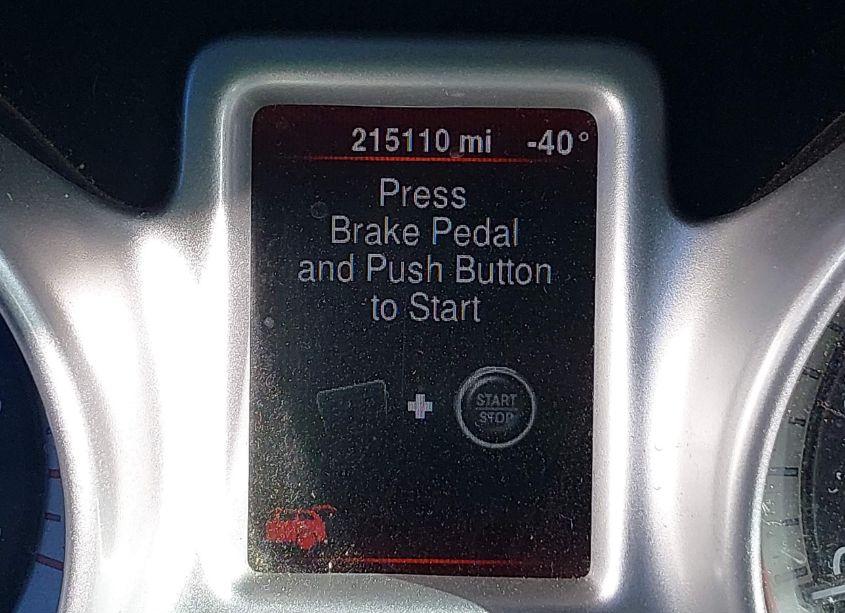 215110 mi -40°
Press
Brake Pedal
and Push Button
to Start
START
STOP